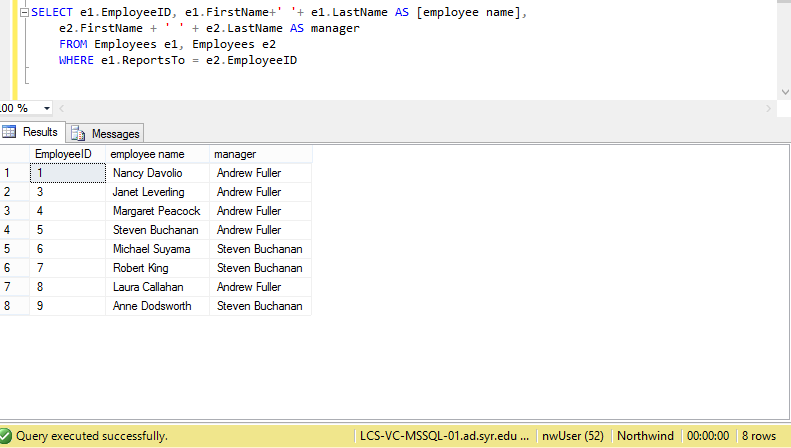 SELECT e1.EmployeeID, e1.FirstName+' '+ e1.LastName AS [employee name],
e2.FirstName + ' ' + e2.LastName AS manager
FROM Employees e1, Employees e2
WHERE e1.ReportsTo = e2.EmployeeID
00 %
Results Messages
EmployeeID employee name manager
1 1 Nancy Davolio Andrew Fuller
2 3 Janet Leverling Andrew Fuller
3 4 Margaret Peacock Andrew Fuller
4 5 Steven Buchanan Andrew Fuller
5 6 Michael Suyama Steven Buchanan
6 7 Robert King Steven Buchanan
7 8 Laura Callahan Andrew Fuller
8 9 Anne Dodsworth Steven Buchanan
Query executed successfully. LCS-VC-MSSQL-01.ad.syr.edu ... nwUser (52) Northwind 00:00:00 8 rows